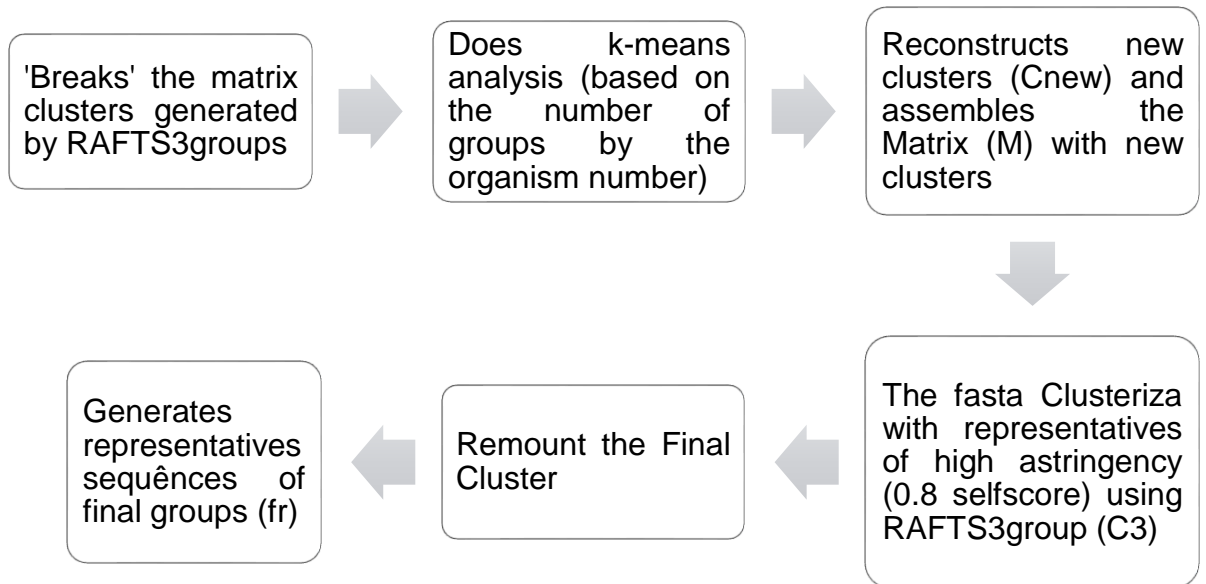 'Breaks' the matrix
clusters generated
by RAFTS3groups
Does k-means
analysis (based on
the number of
groups by the
organism number)
Reconstructs new
clusters (Cnew) and
assembles the
Matrix (M) with new
clusters
The fasta Clusteriza
with representatives
of high astringency
(0.8 selfscore) using
RAFTS3group (C3)
Remount the Final
Cluster
Generates
representatives
sequênces of
final groups (fr)